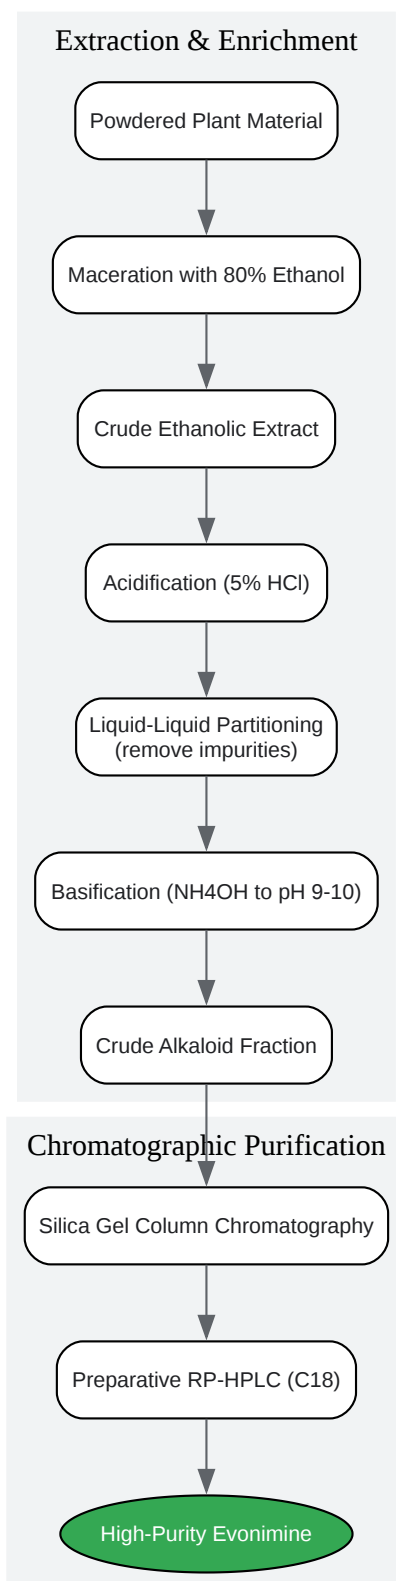 Extraction & Enrichment
Powdered Plant Material
Maceration with 80% Ethanol
Crude Ethanolic Extract
Acidification (5% HCl)
Liquid-Liquid Partitioning
(remove impurities)
Basification (NH4OH to pH 9-10)
Crude Alkaloid Fraction
Chromatographic Purification
Silica Gel Column Chromatography
Preparative RP-HPLC (C18)
High-Purity Evonimine